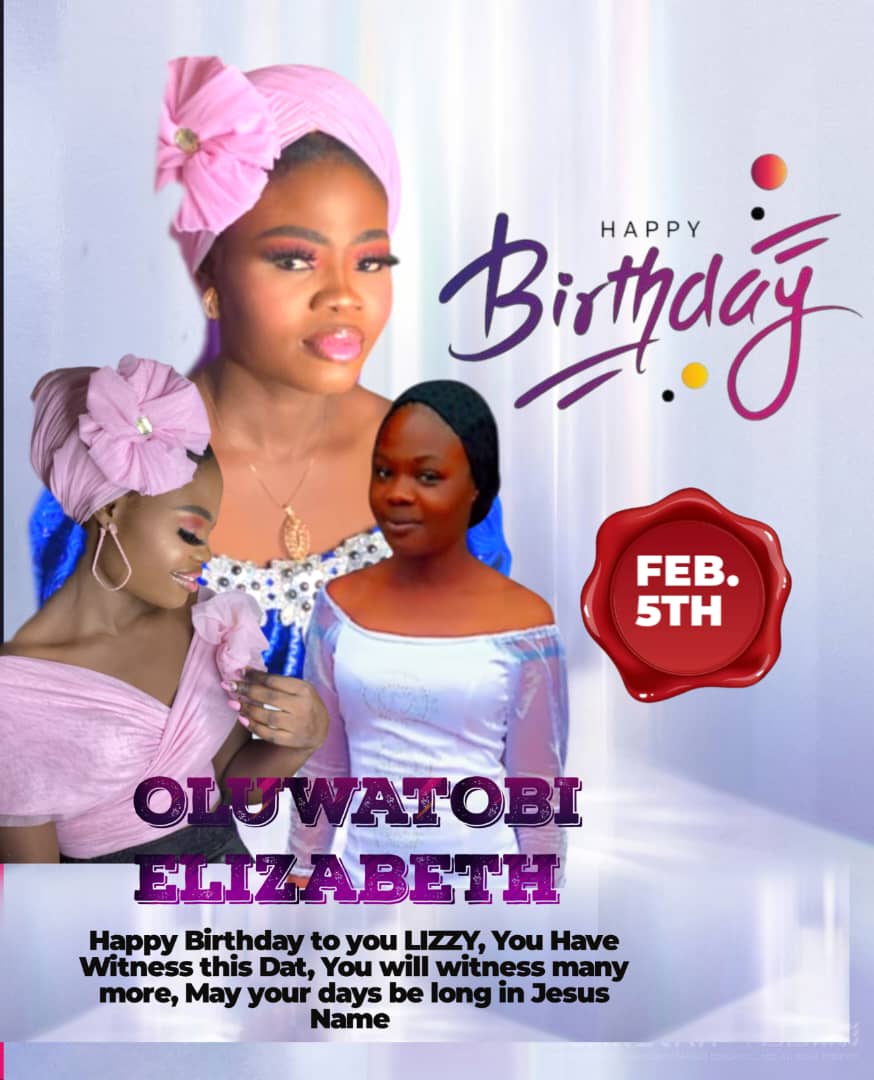 HAPPY
Birthday
FEB.
5TH
OLUWATOBI
ELIZABETH
Happy Birthday to you LIZZY, You Have
Witness this Dat, You will witness many
more, May your days be long in Jesus
Name